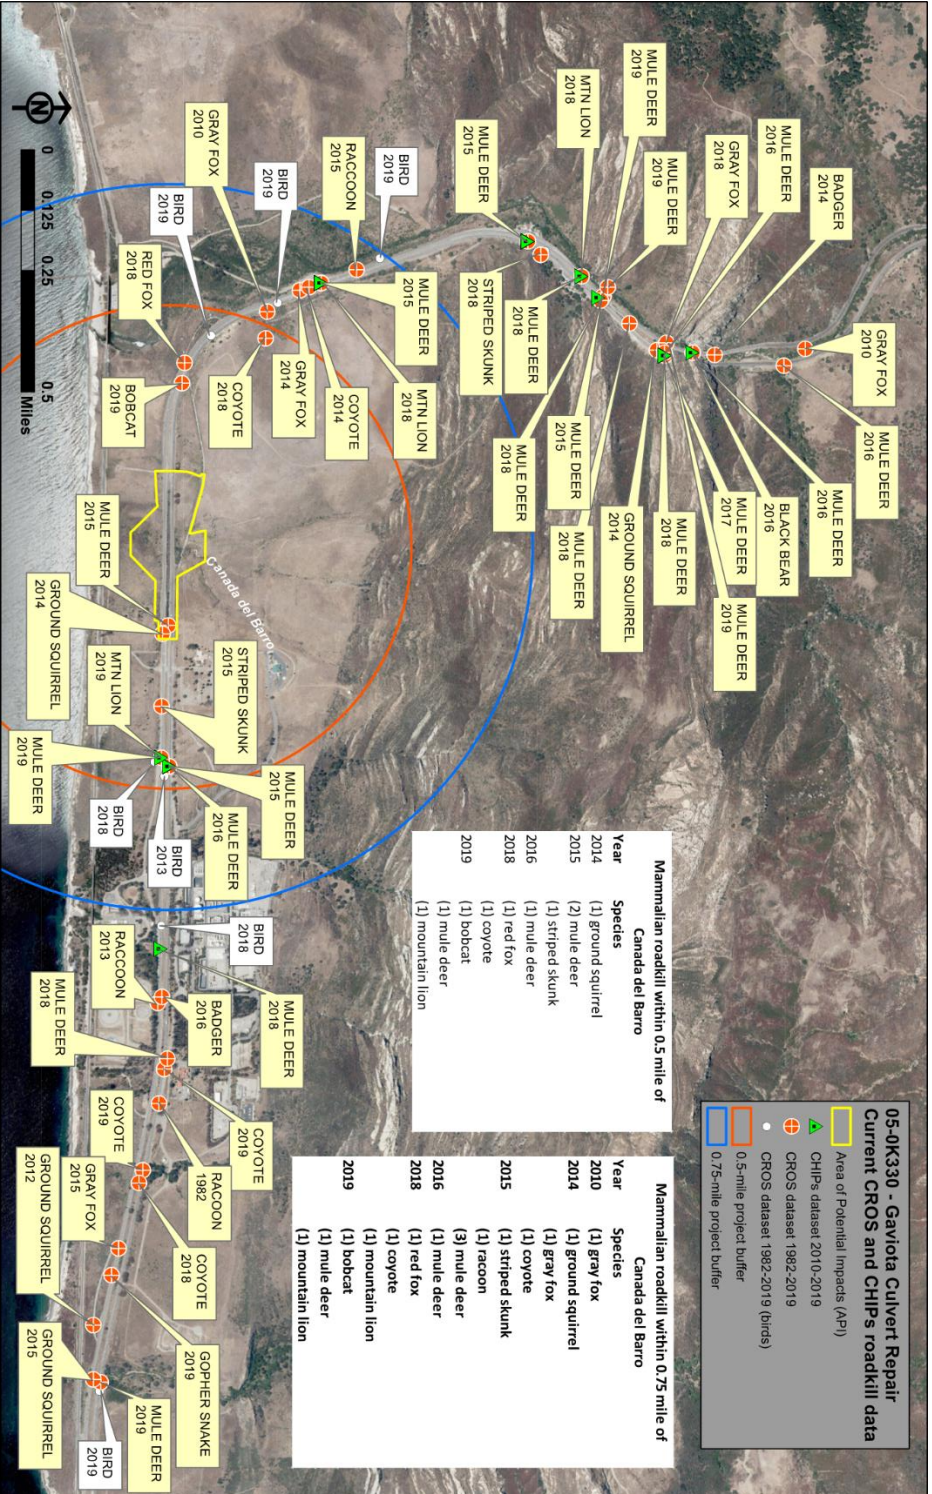 05-0K330 - Gaviota Culvert Repair
Current CROS and CHIPs roadkill data
Area of Potential Impacts (API)
CHIPs dataset 2010-2019
CROS dataset 1982-2019
CROS dataset 1982-2019 (birds)
0.5-mile project buffer
0.75-mile project buffer
GRAY FOX
2010
MULE DEER
2016
BADGER
2014
MULE DEER
2016
GRAY FOX
2018
MULE DEER
2019
MULE DEER
2019
MTN LION
2018
MULE DEER
2015
MULE DEER
2016
BLACK BEAR
2016
MULE DEER
2017
MULE DEER
2019
MULE DEER
2018
GROUND SQUIRREL
2014
MULE DEER
2018
MULE DEER
2015
MULE DEER
2018
MULE DEER
2018
STRIPED SKUNK
2018
BIRD
2019
RACCOON
2015
BIRD
2019
GRAY FOX
2010
BIRD
2019
RED FOX
2018
MULE DEER
2015
MTN LION
2018
COYOTE
2014
GRAY FOX
2014
COYOTE
2018
BOBCAT
2019
Canada del Barro
MULE DEER
2015
GROUND SQUIRREL
2014
STRIPED SKUNK
2015
MTN LION
2019
MULE DEER
2019
MULE DEER
2015
MULE DEER
2016
BIRD
2013
BIRD
2018
BIRD
2018
MULE DEER
2018
RACCOON
2013
BADGER
2016
MULE DEER
2018
COYOTE
2019
RACOON
1982
COYOTE
2019
COYOTE
2018
GRAY FOX
2015
GOPHER SNAKE
2019
GROUND SQUIRREL
2012
GROUND SQUIRREL
2015
MULE DEER
2019
BIRD
2019
Mammalian roadkill within 0.5 mile of
Canada del Barro
Year Species
2014 (1) ground squirrel
2015 (2) mule deer
(1) striped skunk
2016 (1) mule deer
2018 (1) red fox
(1) coyote
2019 (1) bobcat
(1) mule deer
(1) mountain lion
Mammalian roadkill within 0.75 mile of
Canada del Barro
Year Species
2010 (1) gray fox
2014 (1) ground squirrel
(1) gray fox
(1) coyote
2015 (1) striped skunk
(1) racoon
(3) mule deer
2016 (1) mule deer
2018 (1) red fox
(1) coyote
(1) mountain lion
2019 (1) bobcat
(1) mule deer
(1) mountain lion
N
0 0.125 0.25 0.5
Miles